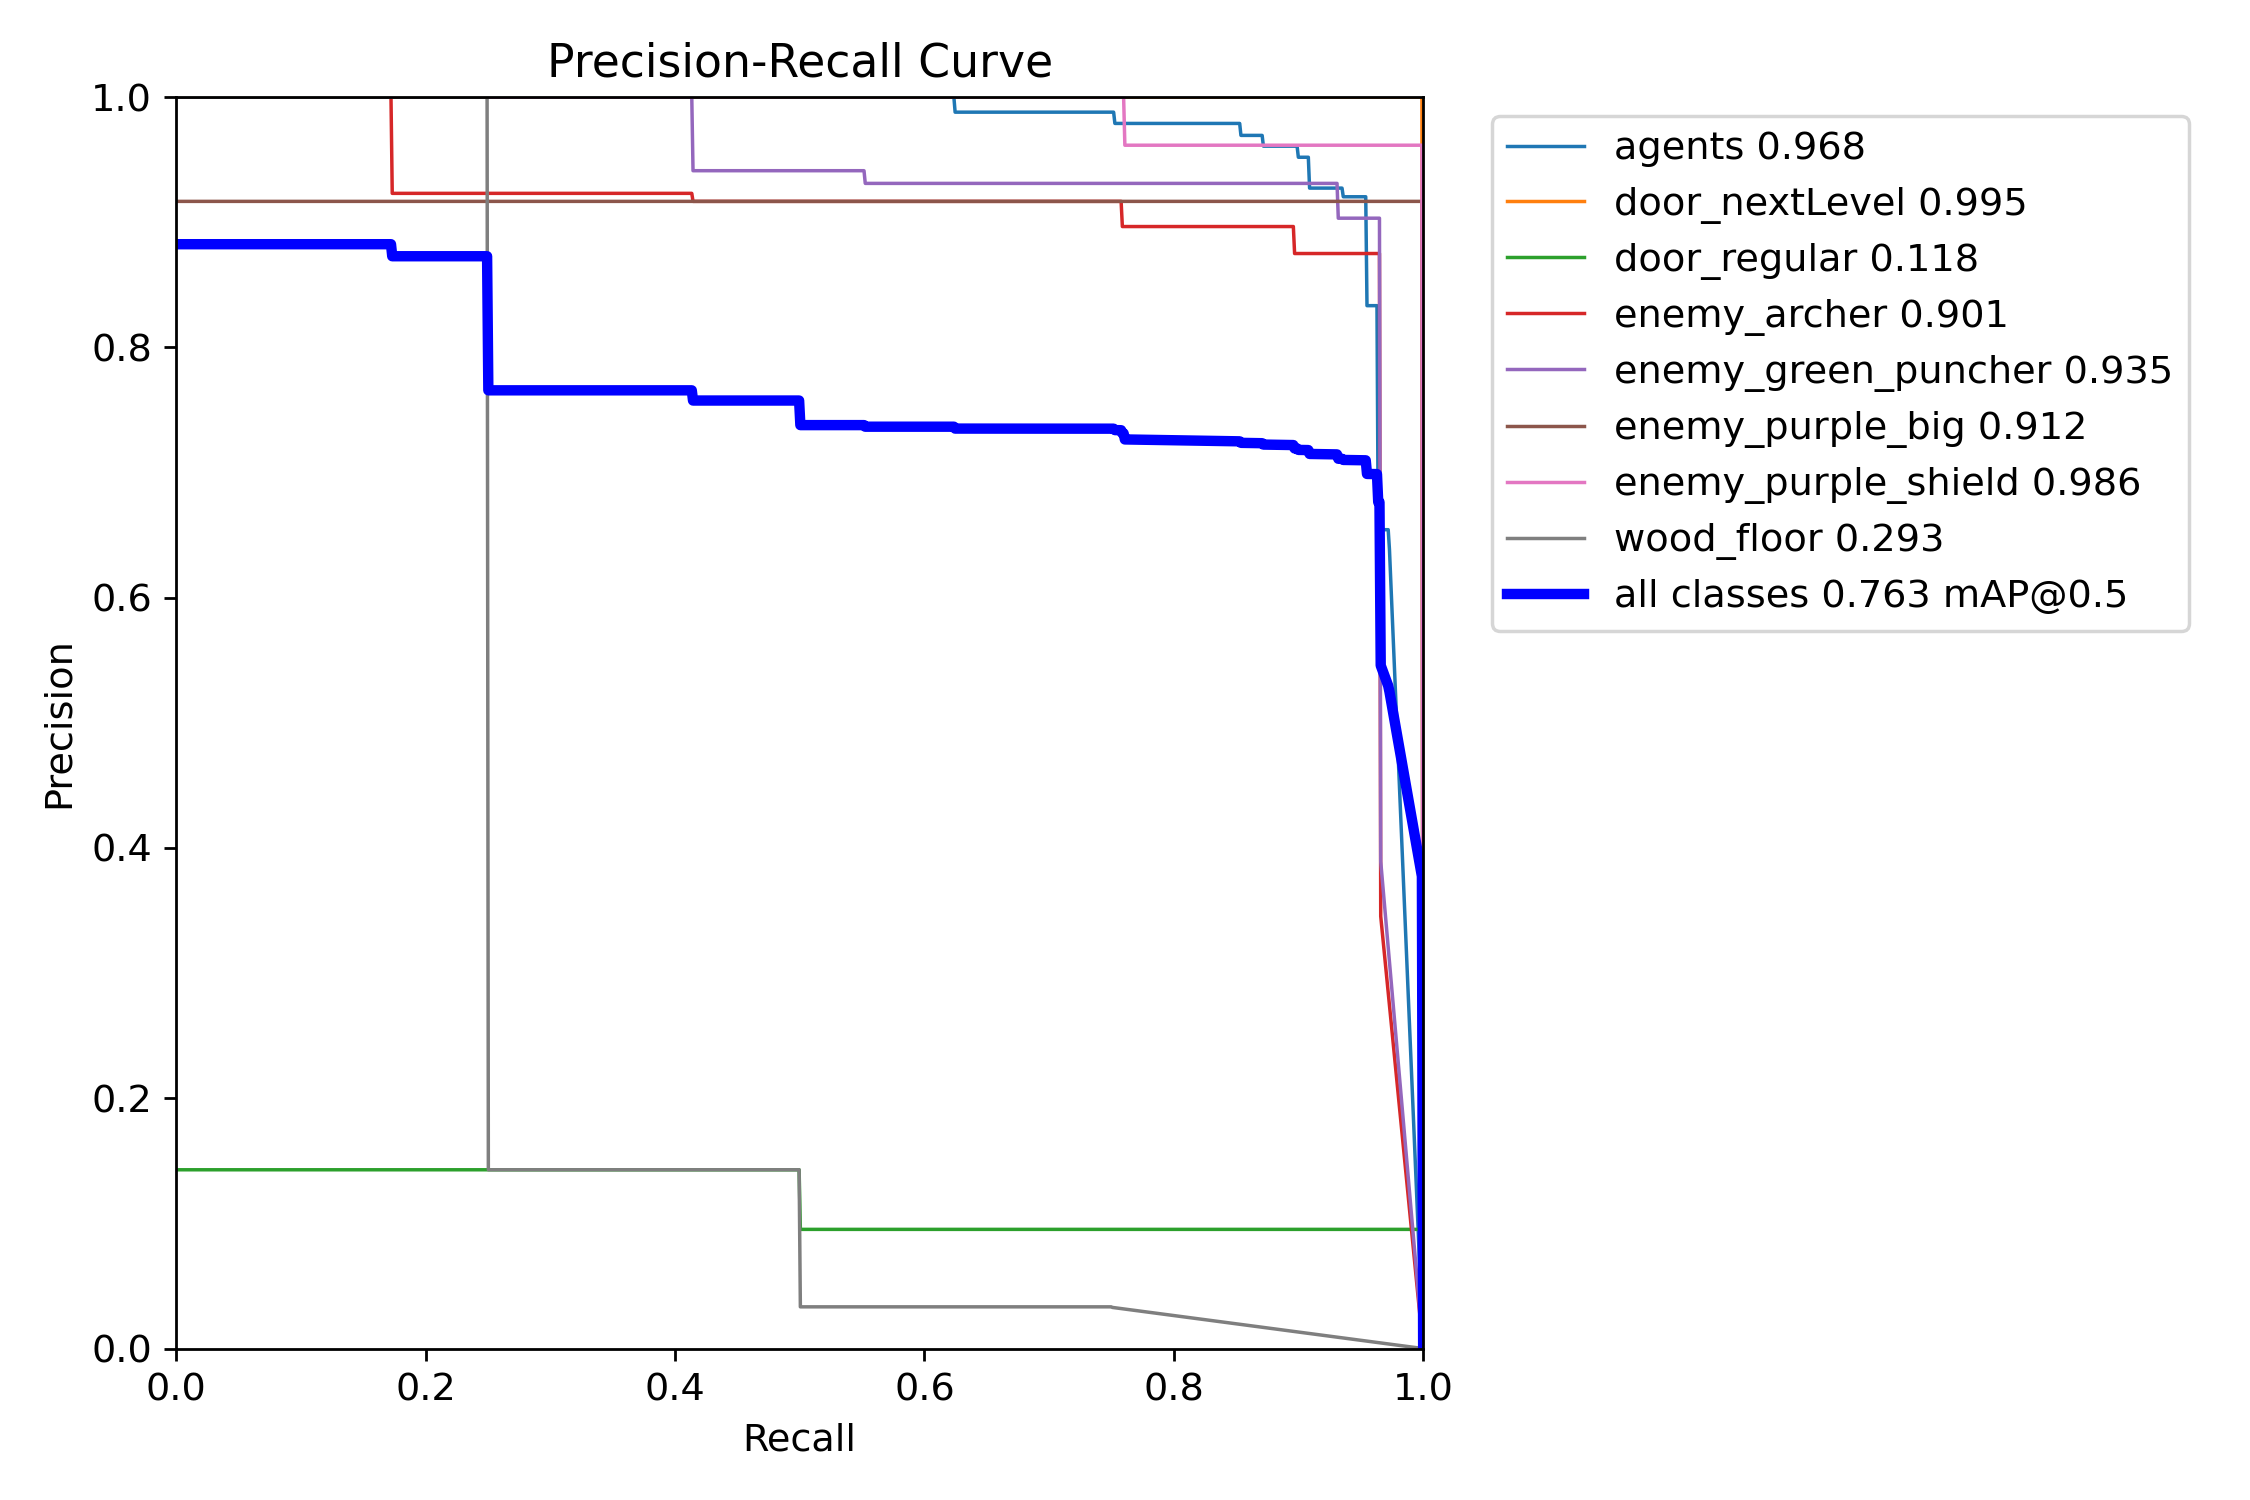 Precision-Recall Curve
1.0
0.8
0.6
0.4
0.2
0.0
Precision
0.0 0.2 0.4 0.6 0.8 1.0
Recall
agents 0.968
door_nextLevel 0.995
door_regular 0.118
enemy_archer 0.901
enemy_green_puncher 0.935
enemy_purple_big 0.912
enemy_purple_shield 0.986
wood_floor 0.293
all classes 0.763 mAP@0.5